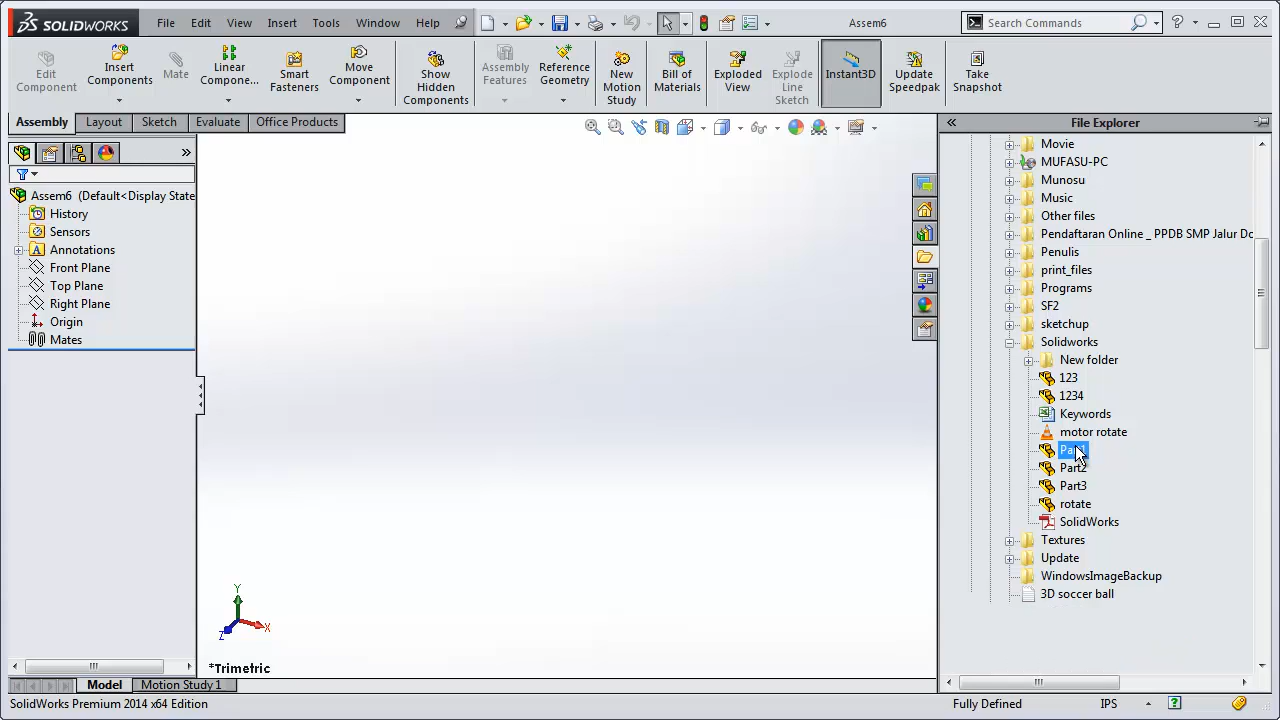 SOLIDWORKS File Edit View Insert Tools Window Help Assem6 Search Commands
Edit Component
Insert Components
Mate
Linear Compone...
Smart Fasteners
Move Component
Show Hidden Components
Assembly Features
Reference Geometry
New Motion Study
Bill of Materials
Exploded View
Explode Line Sketch
Instant3D
Update Speedpak
Take Snapshot
Assembly Layout Sketch Evaluate Office Products
File Explorer
Assem6 (Default<Display State
History
Sensors
Annotations
Front Plane
Top Plane
Right Plane
Origin
Mates
Movie
MUFASU-PC
Munosu
Music
Other files
Pendaftaran Online _ PPDB SMP Jalur Do
Penulis
print_files
Programs
SF2
sketchup
Solidworks
New folder
123
1234
Keywords
motor rotate
Part1
Part2
Part3
rotate
SolidWorks
Textures
Update
WindowsImageBackup
3D soccer ball
Y
X
Z
*Trimetric
Model Motion Study 1
SolidWorks Premium 2014 x64 Edition Fully Defined IPS